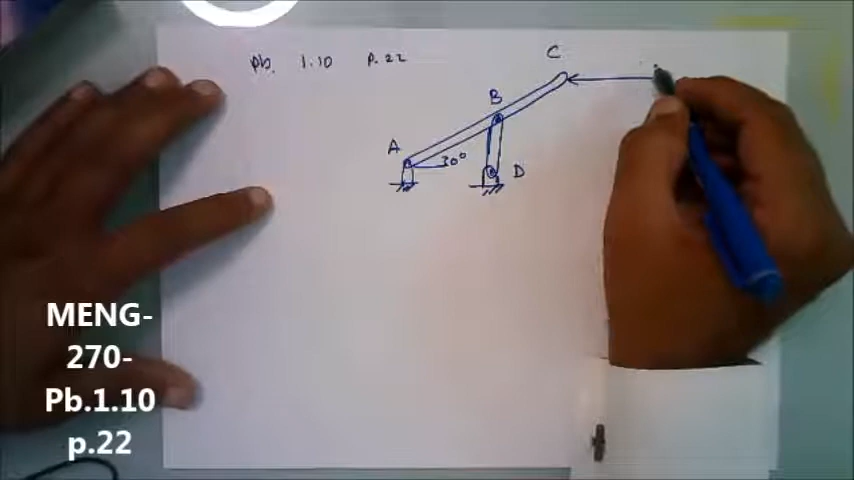 Pb. 1.10 P.22
C
B
A
30°
D
MENG-
270-
Pb.1.10
p.22